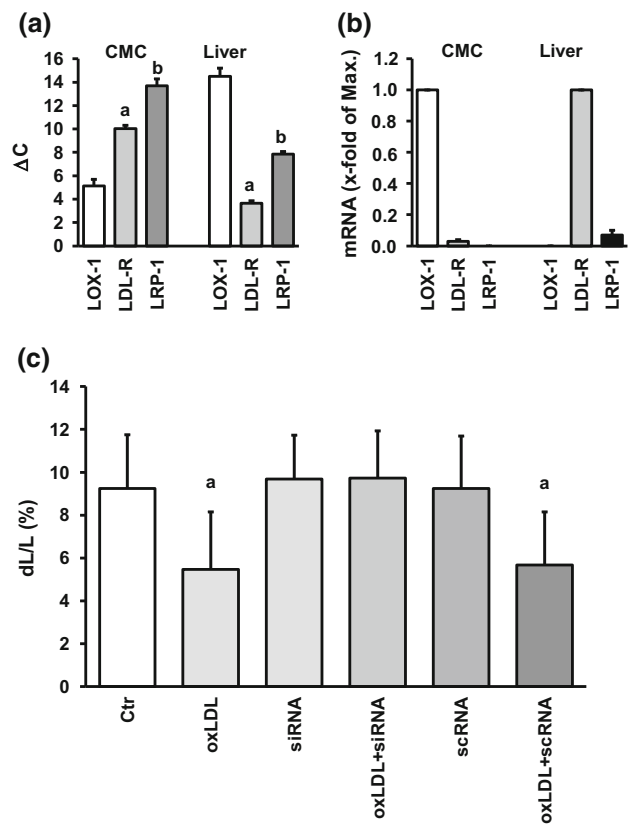 (a)
CMC
Liver
b
a
b
a
16
14
12
10
8
6
4
2
0
ΔC
LOX-1
LDL-R
LRP-1
LOX-1
LDL-R
LRP-1
(b)
CMC
Liver
1.2
1.0
0.8
0.6
0.4
0.2
0.0
mRNA (x-fold of Max.)
LOX-1
LDL-R
LRP-1
LOX-1
LDL-R
LRP-1
(c)
14
12
10
8
6
4
2
0
dL/L (%)
a
a
Ctr
oxLDL
siRNA
oxLDL+siRNA
scRNA
oxLDL+scRNA